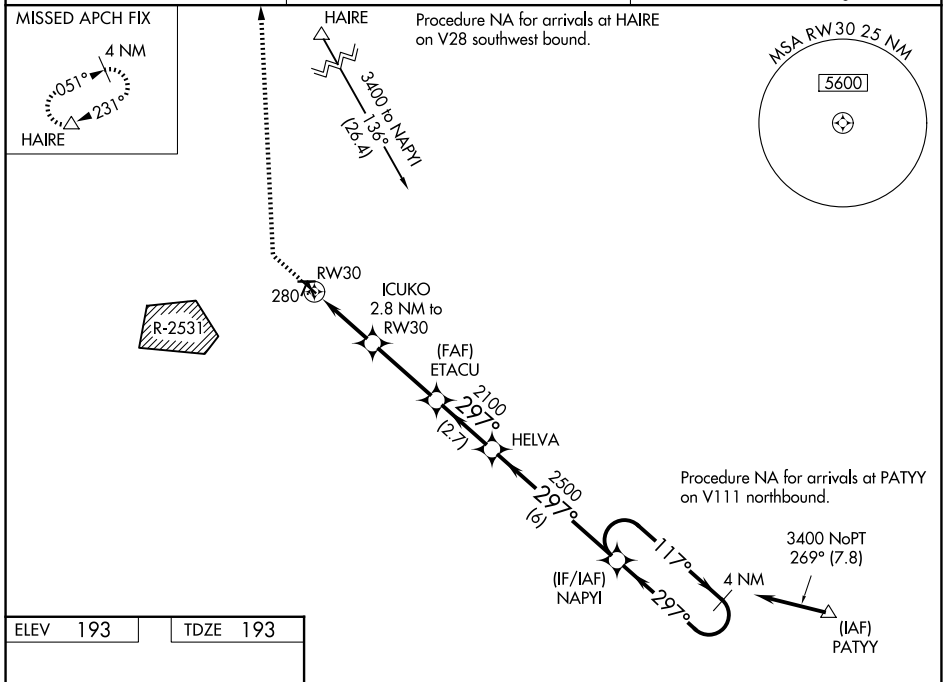 MISSED APCH FIX
4 NM
051°
231°
HAIRE
HAIRE
3400 to NAPYI
136°
(26.4)
Procedure NA for arrivals at HAIRE
on V28 southwest bound.
MSA RW30 25 NM
5600
RW30
280
ICUKO
2.8 NM to
RW30
R-2531
(FAF)
ETACU
2100
297°
(2.7)
HELVA
2500
297°
(6)
Procedure NA for arrivals at PATYY
on V111 northbound.
3400 NoPT
269° (7.8)
117°
4 NM
297°
(IF/IAF)
NAPYI
(IAF)
PATYY
ELEV 193
TDZE 193